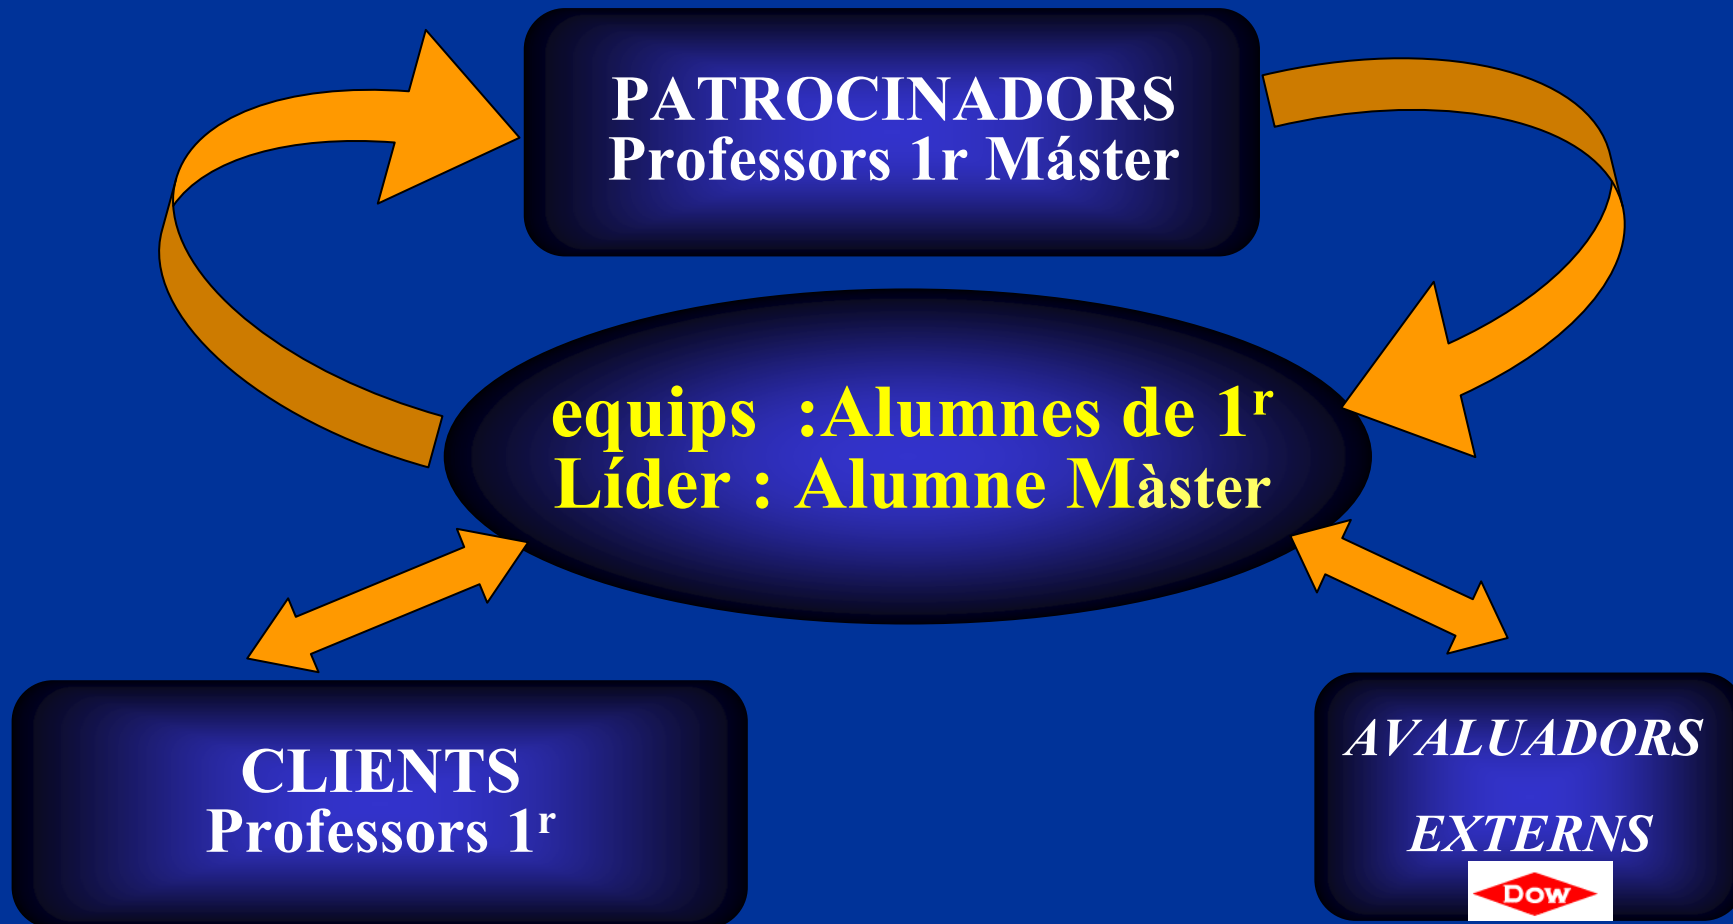 PATROCINADORS
Professors 1r Máster
equips  :Alumnes de 1ʳ
Líder : Alumne Màster
CLIENTS
Professors 1ʳ
AVALUADORS
EXTERNS
Dow